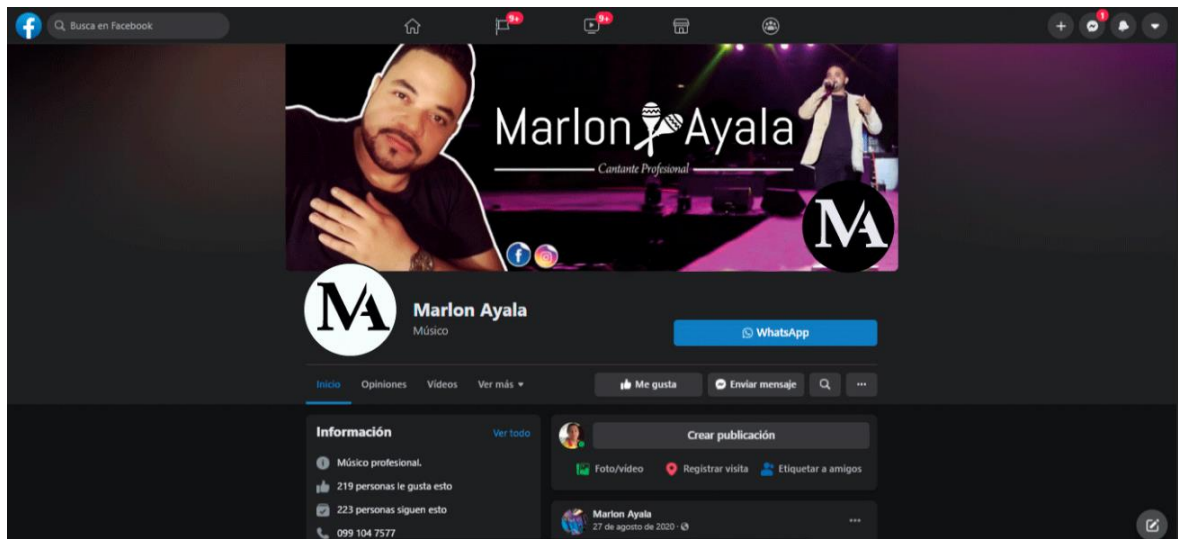 Busca en Facebook
9+
9+
1
Marlon Ayala
Cantante Profesional
MA
MA
Marlon Ayala
Músico
WhatsApp
Inicio Opiniones Vídeos Ver más
Me gusta Enviar mensaje
Información Ver todo
Músico profesional.
219 personas le gusta esto
223 personas siguen esto
099 104 7577
Crear publicación
Foto/vídeo Registrar visita Etiquetar a amigos
Marlon Ayala
27 de agosto de 2020 ·